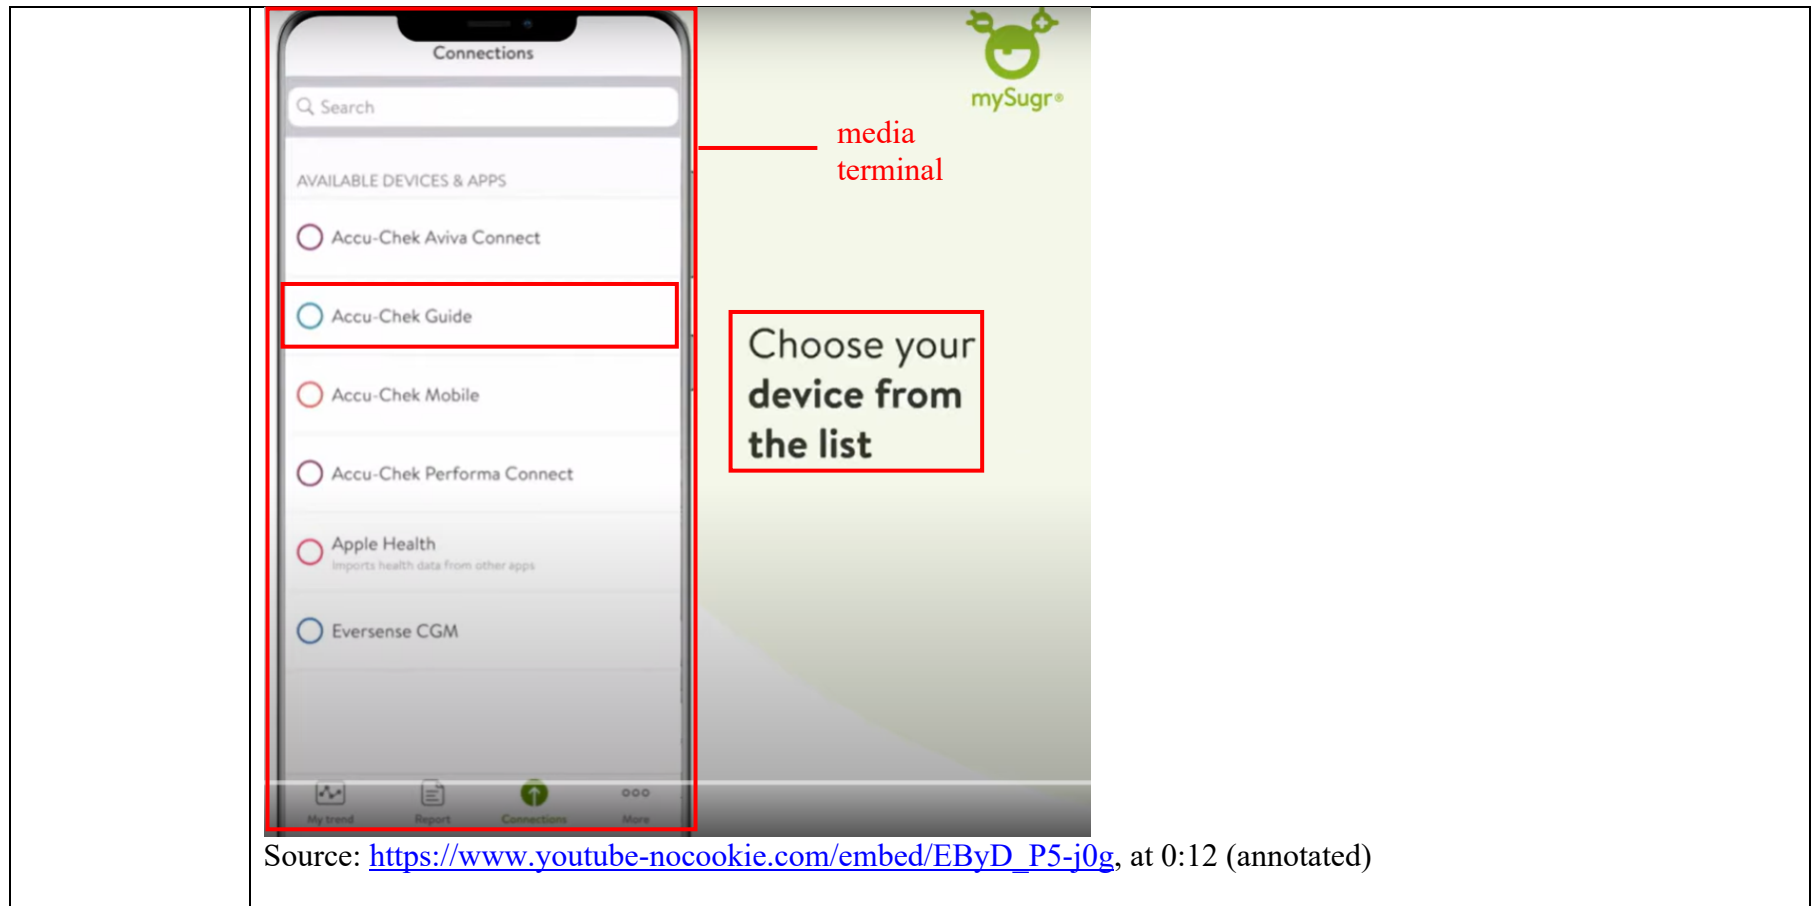 Connections
mySugr®
Search
media
terminal
AVAILABLE DEVICES & APPS
Accu-Chek Aviva Connect
Accu-Chek Guide
Choose your
device from
the list
Accu-Chek Mobile
Accu-Chek Performa Connect
Apple Health
Imports health data from other apps
Eversense CGM
My trend
Report
Connections
More
Source: https://www.youtube-nocookie.com/embed/EByD_P5-j0g, at 0:12 (annotated)